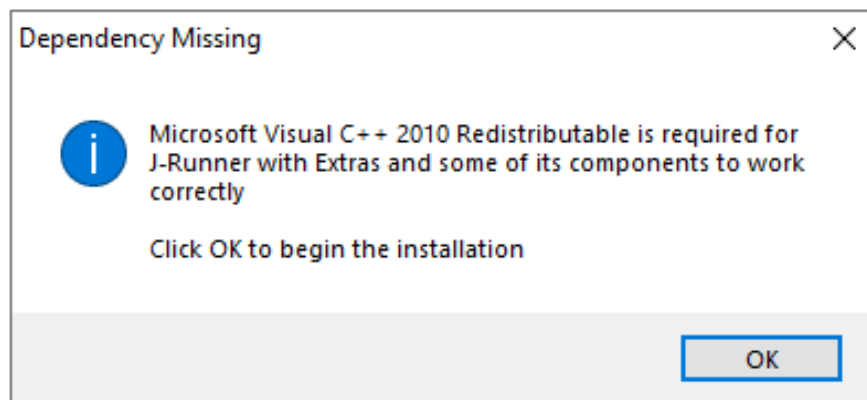 Dependency Missing
Microsoft Visual C++ 2010 Redistributable is required for
J-Runner with Extras and some of its components to work
correctly
Click OK to begin the installation
OK